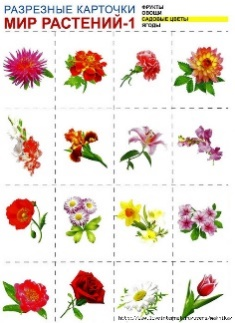 РАЗРЕЗНЫЕ КАРТОЧКИ
МИР РАСТЕНИЙ-1
ФРУКТЫ
ОВОЩИ
САДОВЫЕ ЦВЕТЫ
ЯГОДЫ